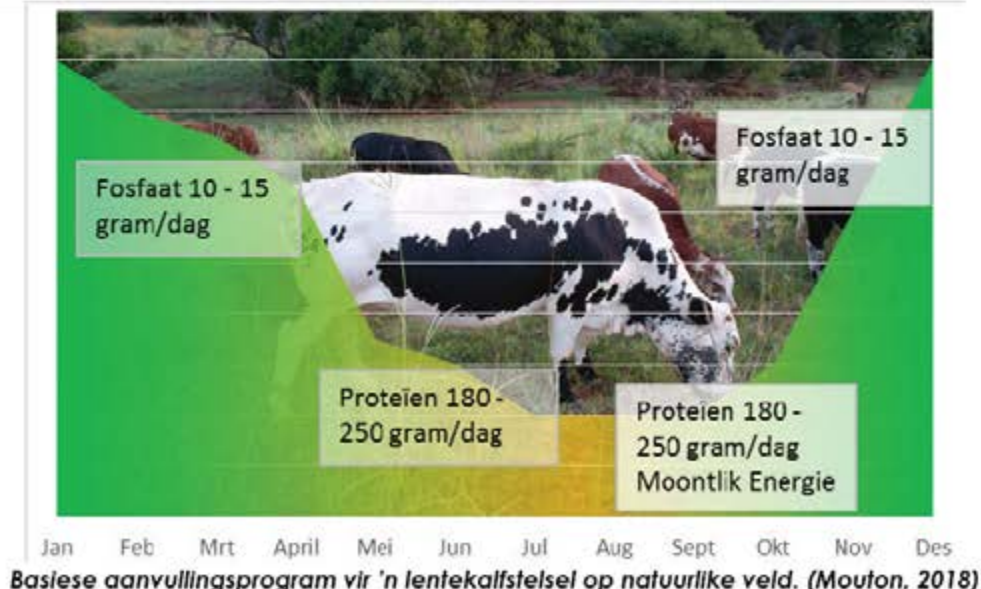 Fosfaat 10 - 15
gram/dag
Fosfaat 10 - 15
gram/dag
Proteïen 180 -
250 gram/dag
Proteïen 180 -
250 gram/dag
Moontlik Energie
Jan Feb Mrt April Mei Jun Jul Aug Sept Okt Nov Des
Basiese aanvullingsprogram vir 'n lentekalfstelsel op natuurlike veld. (Mouton, 2018)